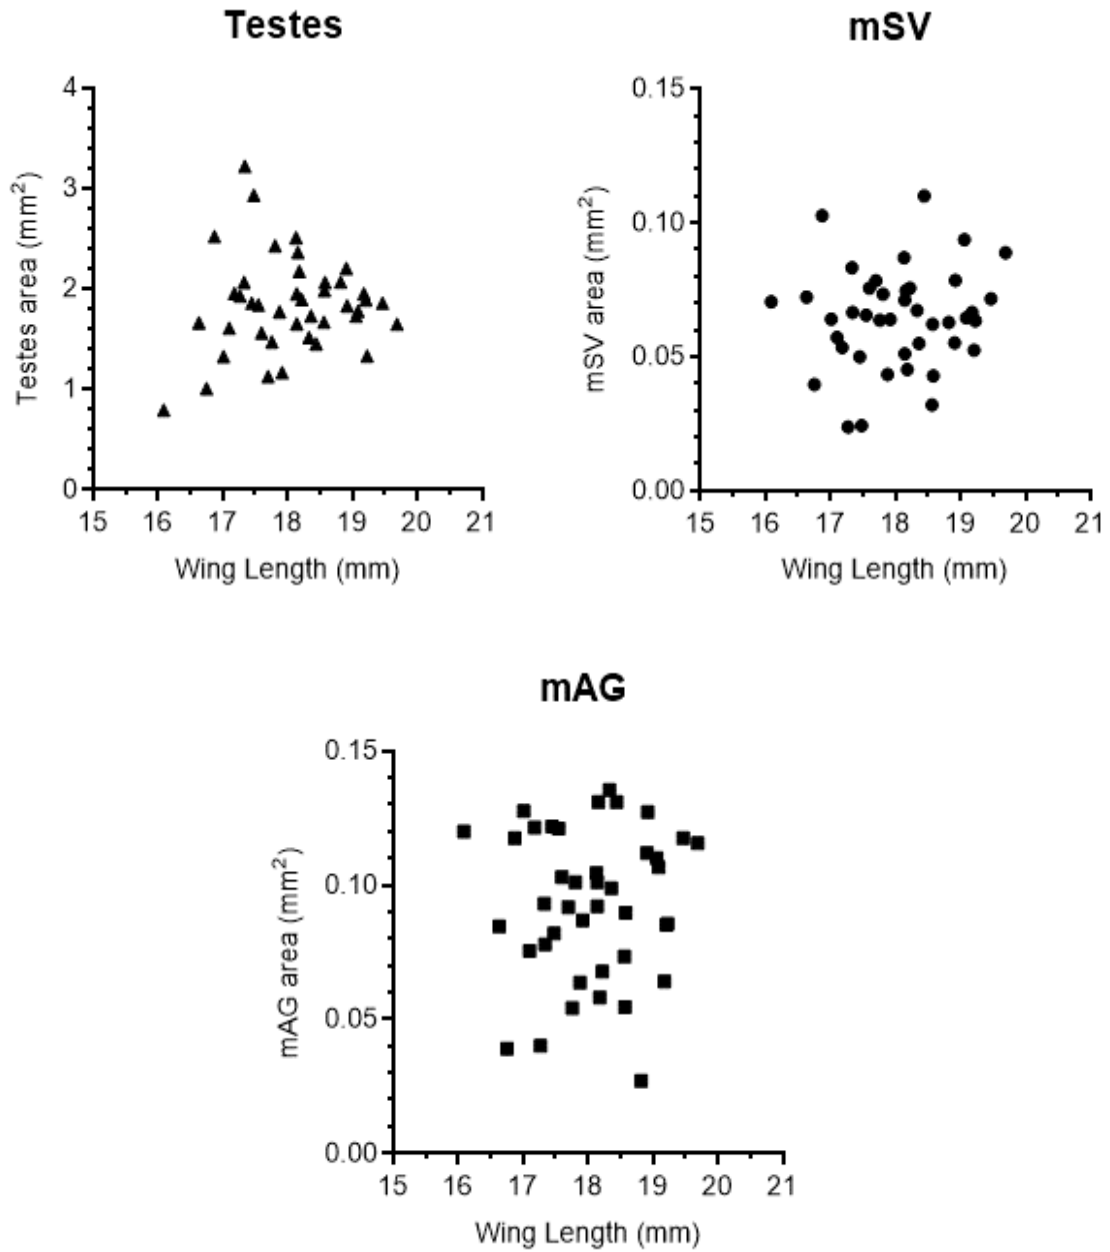 Testes
4
3
2
1
0
Testes area (mm²)
15 16 17 18 19 20 21
Wing Length (mm)
mSV
0.15
0.10
0.05
0.00
mSV area (mm²)
15 16 17 18 19 20 21
Wing Length (mm)
mAG
0.15
0.10
0.05
0.00
mAG area (mm²)
15 16 17 18 19 20 21
Wing Length (mm)